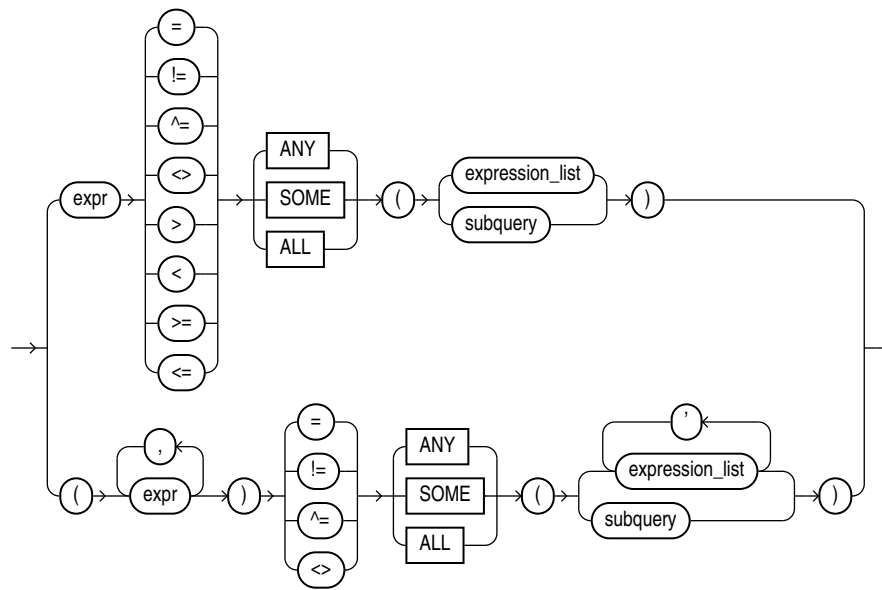 =
!=
^=
<>
>
<
>=
<=
expr
ANY
SOME
ALL
(
expression_list
subquery
)
(
,
expr
)
=
!=
^=
<>
ANY
SOME
ALL
(
,
expression_list
subquery
)